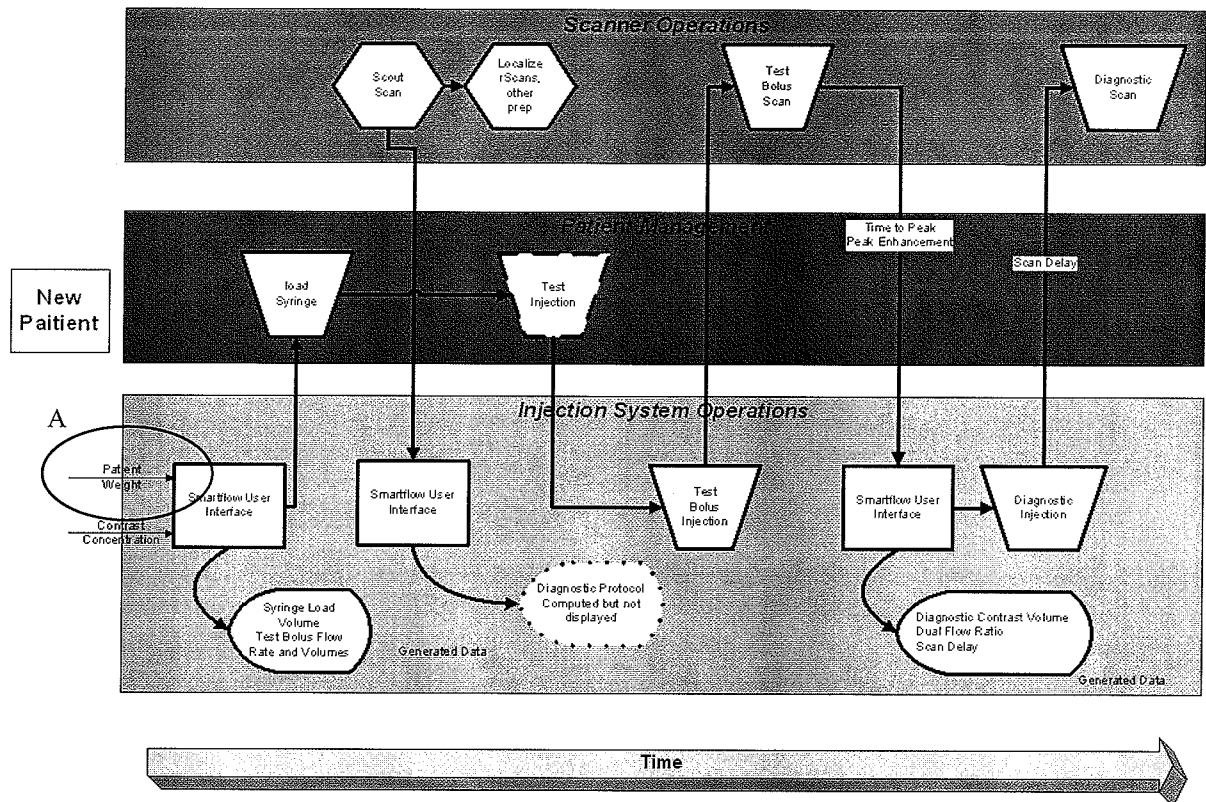 Scanner Operations
Scout
Scan
Localize
rScans,
other
prep
Test
Bolus
Scan
Diagnostic
Scan
Patient Management
Time to Peak
Peak Enhancement
Scan Delay
load
Syringe
Test
Injection
New
Paitient
Injection System Operations
A
Patient
Weight
Contrast
Concentration
Smartflow User
Interface
Smartflow User
Interface
Test
Bolus
Injection
Smartflow User
Interface
Diagnostic
Injection
Syringe Load
Volume
Test Bolus Flow
Rate and Volumes
Generated Data
Diagnostic Protocol
Computed but not
displayed
Diagnostic Contrast Volume
Dual Flow Ratio
Scan Delay
Generated Data
Time